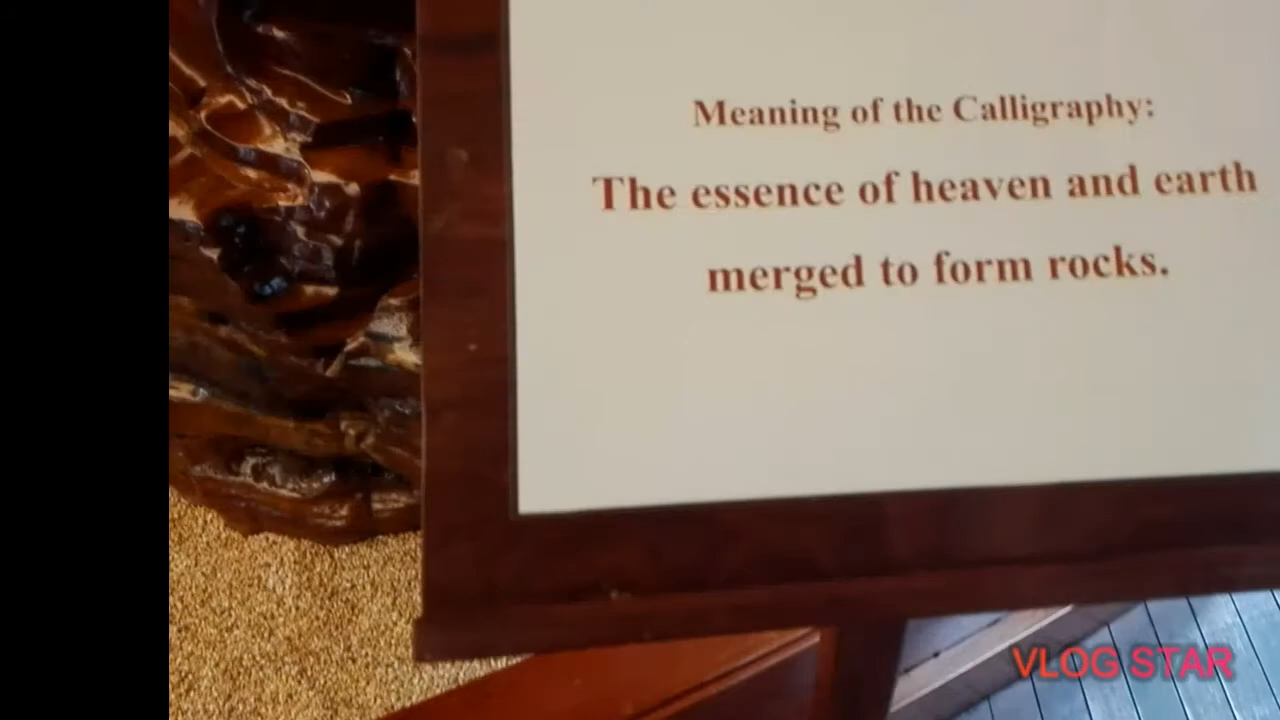 Meaning of the Calligraphy:
The essence of heaven and earth
merged to form rocks.
VLOG STAR